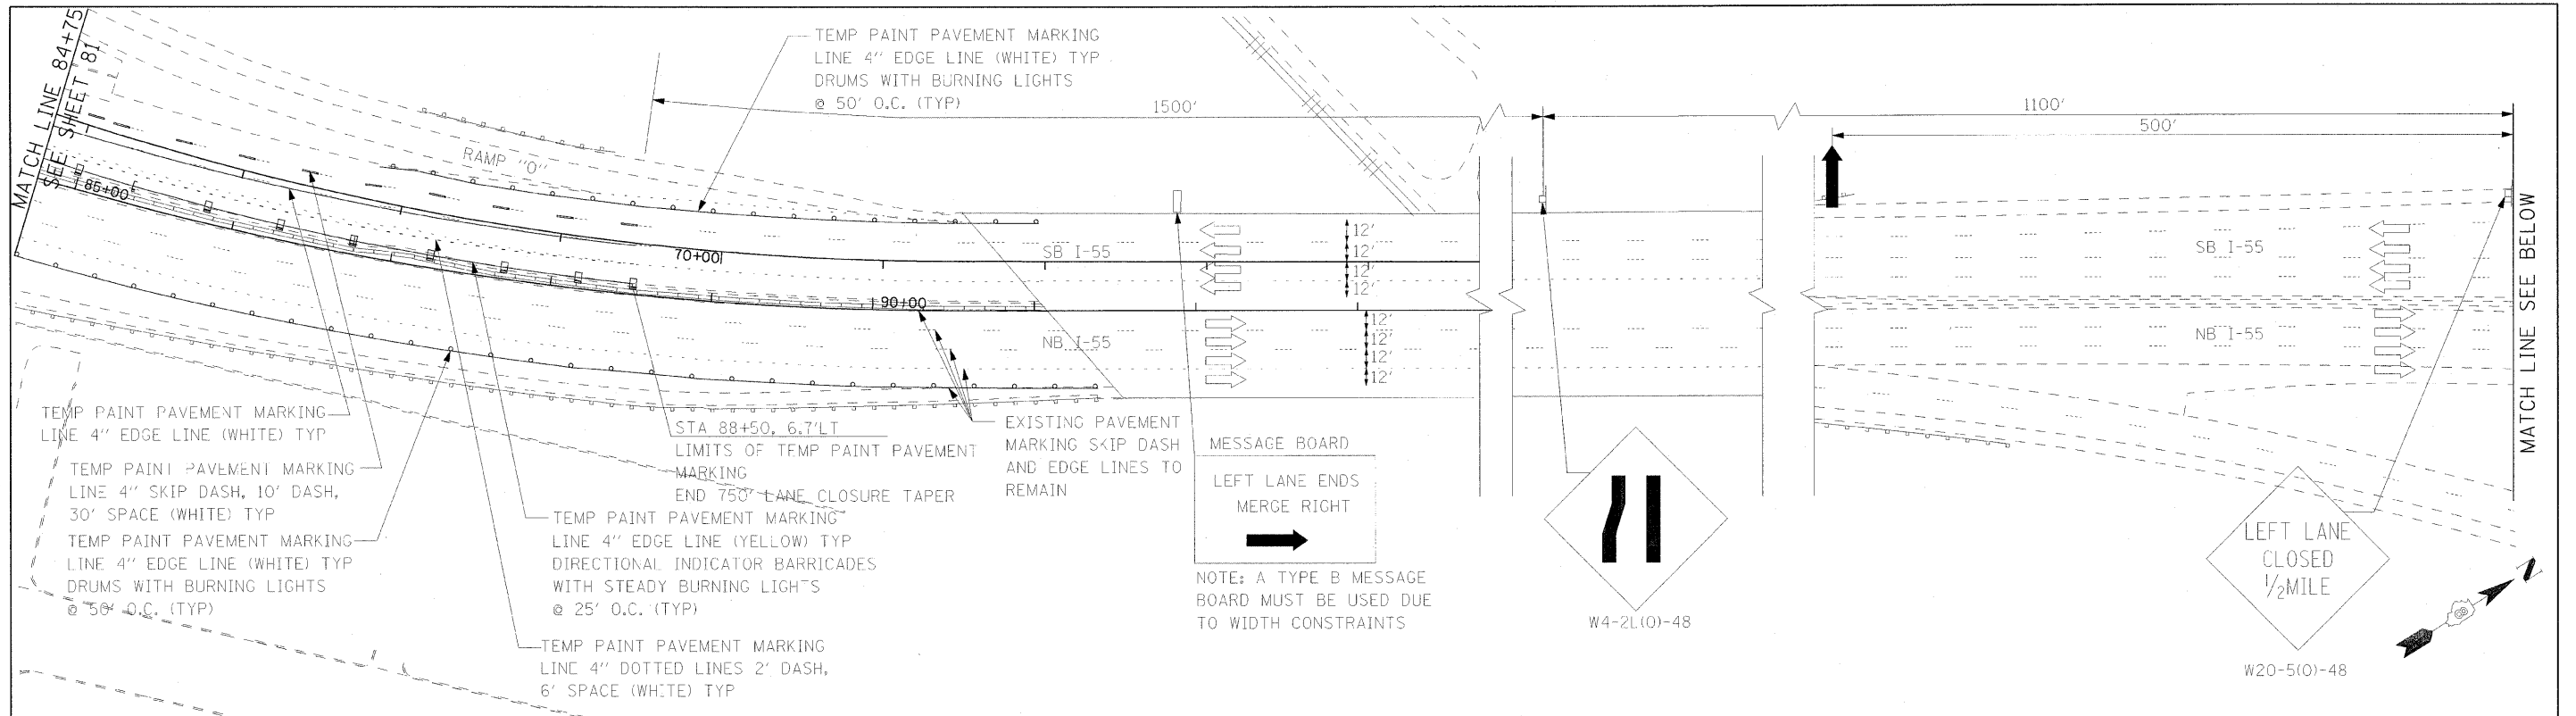 MATCH LINE 84+75
SEE SHEET 81
TEMP PAINT PAVEMENT MARKING
LINE 4'' EDGE LINE (WHITE) TYP
DRUMS WITH BURNING LIGHTS
@ 50' O.C. (TYP)
1500'
1100'
500'
RAMP "O"
85+00
70+00
90+00
SB I-55
NB I-55
12'
12'
12'
12'
12'
12'
12'
12'
SB I-55
NB I-55
MATCH LINE SEE BELOW
TEMP PAINT PAVEMENT MARKING
LINE 4'' EDGE LINE (WHITE) TYP
TEMP PAINT PAVEMENT MARKING
LINE 4'' SKIP DASH, 10' DASH,
30' SPACE (WHITE) TYP
TEMP PAINT PAVEMENT MARKING
LINE 4'' EDGE LINE (WHITE) TYP
DRUMS WITH BURNING LIGHTS
@ 50' O.C. (TYP)
STA 88+50, 6.7'LT
LIMITS OF TEMP PAINT PAVEMENT
MARKING
END 750' LANE CLOSURE TAPER
TEMP PAINT PAVEMENT MARKING
LINE 4'' EDGE LINE (YELLOW) TYP
DIRECTIONAL INDICATOR BARRICADES
WITH STEADY BURNING LIGHTS
@ 25' O.C. (TYP)
TEMP PAINT PAVEMENT MARKING
LINE 4'' DOTTED LINES 2' DASH,
6' SPACE (WHITE) TYP
EXISTING PAVEMENT
MARKING SKIP DASH
AND EDGE LINES TO
REMAIN
MESSAGE BOARD
LEFT LANE ENDS
MERGE RIGHT
NOTE: A TYPE B MESSAGE
BOARD MUST BE USED DUE
TO WIDTH CONSTRAINTS
W4-2L(O)-48
LEFT LANE
CLOSED
1/2MILE
W20-5(O)-48
N